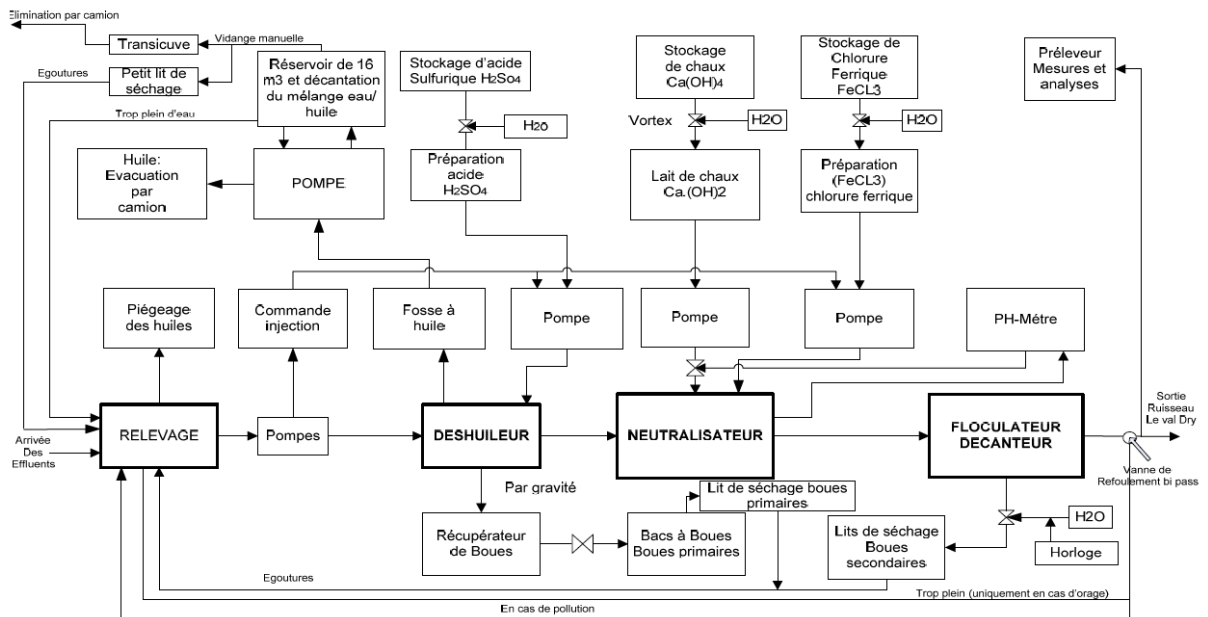 Elimination par camion
Transicuve
Vidange manuelle
Egoutures
Petit lit de
séchage
Trop plein d'eau
Réservoir de 16
m3 et décantation
du mélange eau/
huile
Stockage d'acide
Sulfurique H₂So₄
H₂o
Préparation
acide
H₂SO₄
Stockage
de chaux
Ca(OH)₄
Vortex
H2O
Lait de chaux
Ca.(OH)2
Stockage de
Chlorure
Ferrique
FeCL3
H2O
Préparation
(FeCL3)
chlorure ferrique
Préleveur
Mesures et
analyses
Huile:
Evacuation
par
camion
POMPE
Piégeage
des huiles
Commande
injection
Fosse à
huile
Pompe
Pompe
Pompe
PH-Métre
RELEVAGE
Pompes
DESHUILEUR
NEUTRALISATEUR
FLOCULATEUR
DECANTEUR
Sortie
Ruisseau
Le val Dry
Arrivée
Des
Effluents
Vanne de
Refoulement bi pass
Par gravité
Lit de séchage boues
primaires
Récupérateur
de Boues
Bacs à Boues
Boues primaires
Lits de séchage
Boues
secondaires
H2O
Horloge
Egoutures
Trop plein (uniquement en cas d'orage)
En cas de pollution